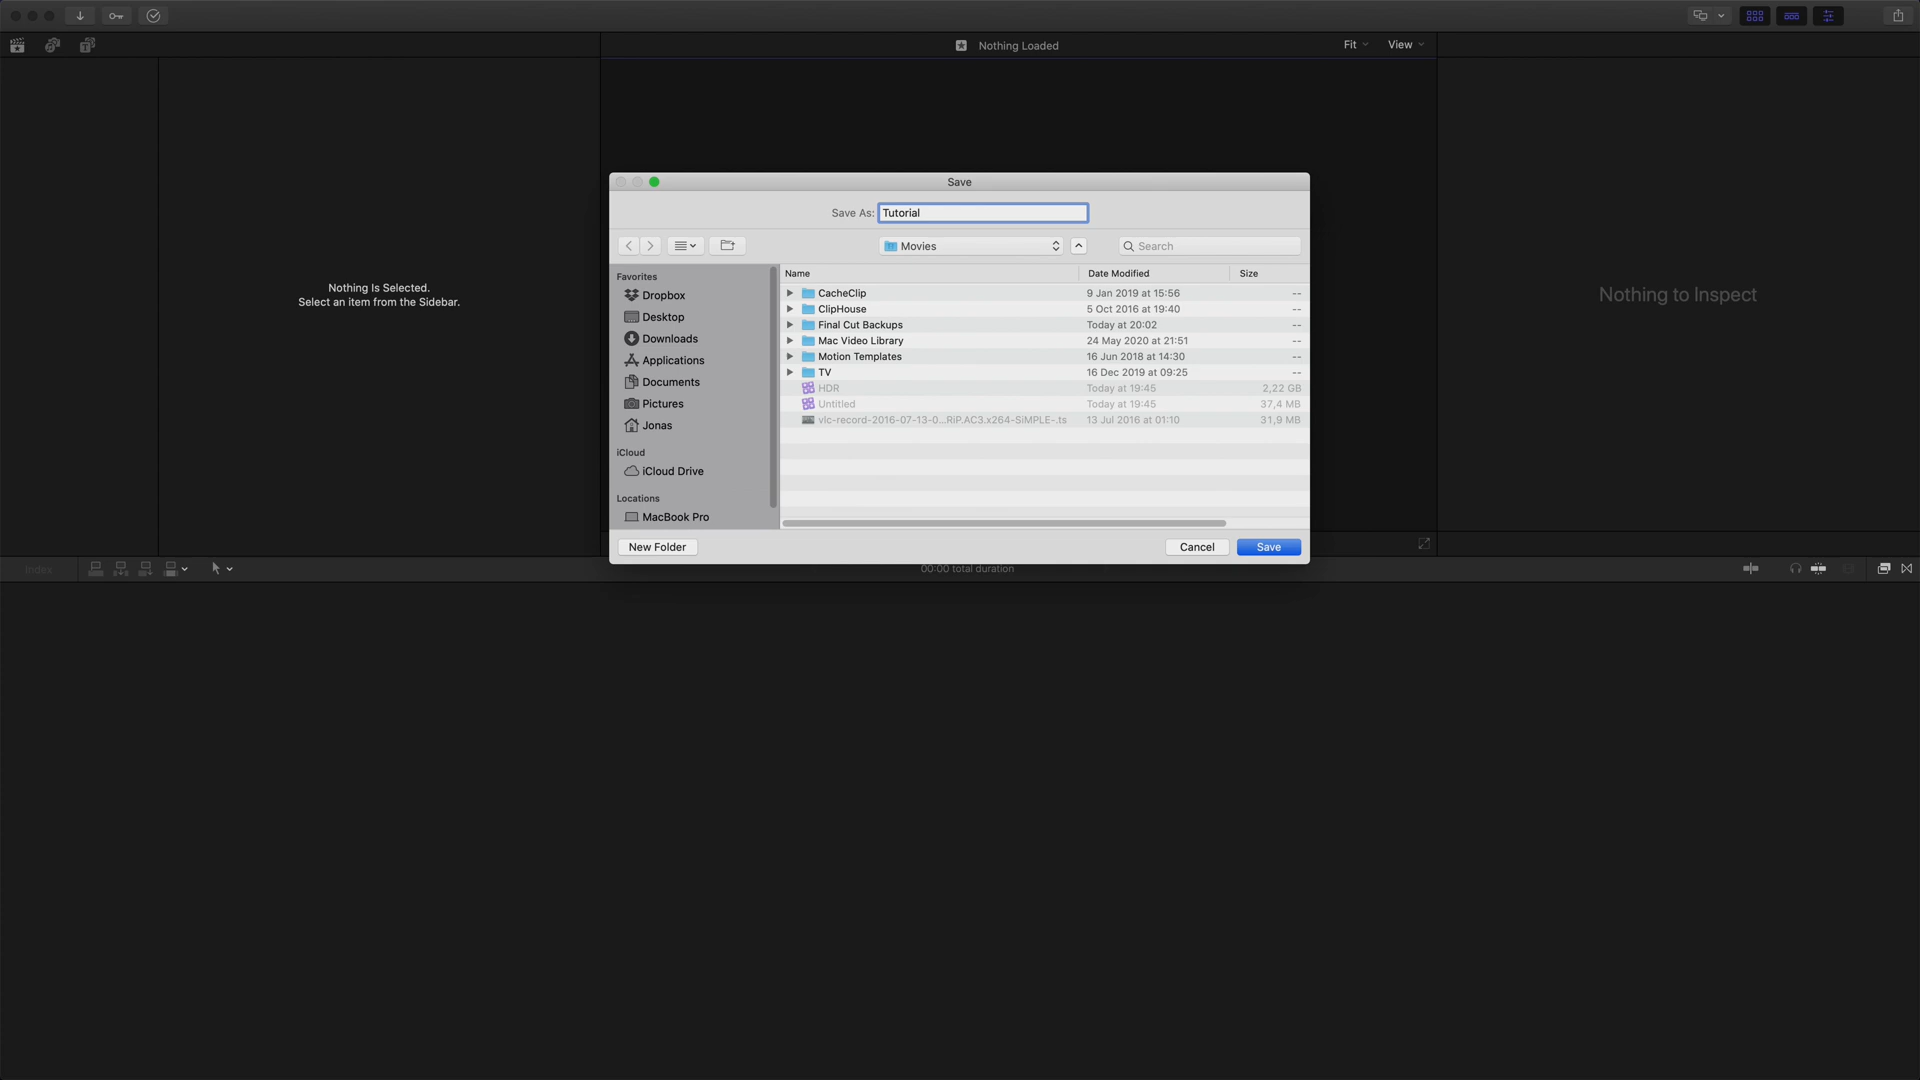 Nothing Loaded
Fit
View
Nothing Is Selected.
Select an item from the Sidebar.
Nothing to Inspect
Save
Save As: Tutorial
Movies
Search
Favorites
Dropbox
Desktop
Downloads
Applications
Documents
Pictures
Jonas
iCloud
iCloud Drive
Locations
MacBook Pro
Name Date Modified Size
CacheClip 9 Jan 2019 at 15:56 --
ClipHouse 5 Oct 2016 at 19:40 --
Final Cut Backups Today at 20:02 --
Mac Video Library 24 May 2020 at 21:51 --
Motion Templates 16 Jun 2018 at 14:30 --
TV 16 Dec 2019 at 09:25 --
HDR Today at 19:45 2,22 GB
Untitled Today at 19:45 37,4 MB
vlc-record-2016-07-13-0...RiP.AC3.x264-SiMPLE-.ts 13 Jul 2016 at 01:10 31,9 MB
New Folder
Cancel
Save
Index
00:00 total duration